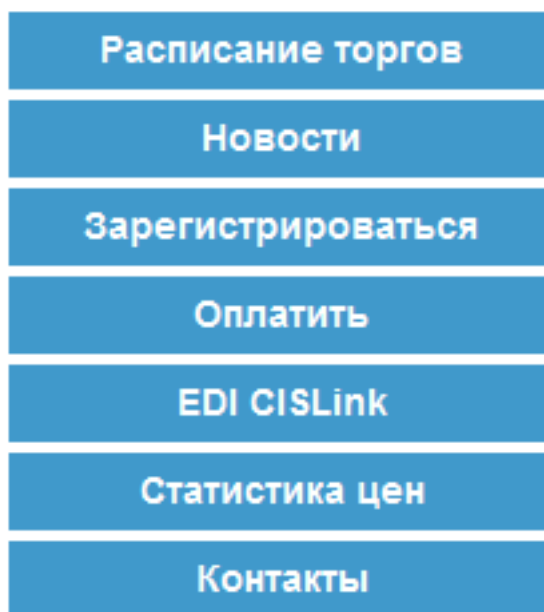 Расписание торгов
Новости
Зарегистрироваться
Оплатить
EDI CISLink
Статистика цен
Контакты